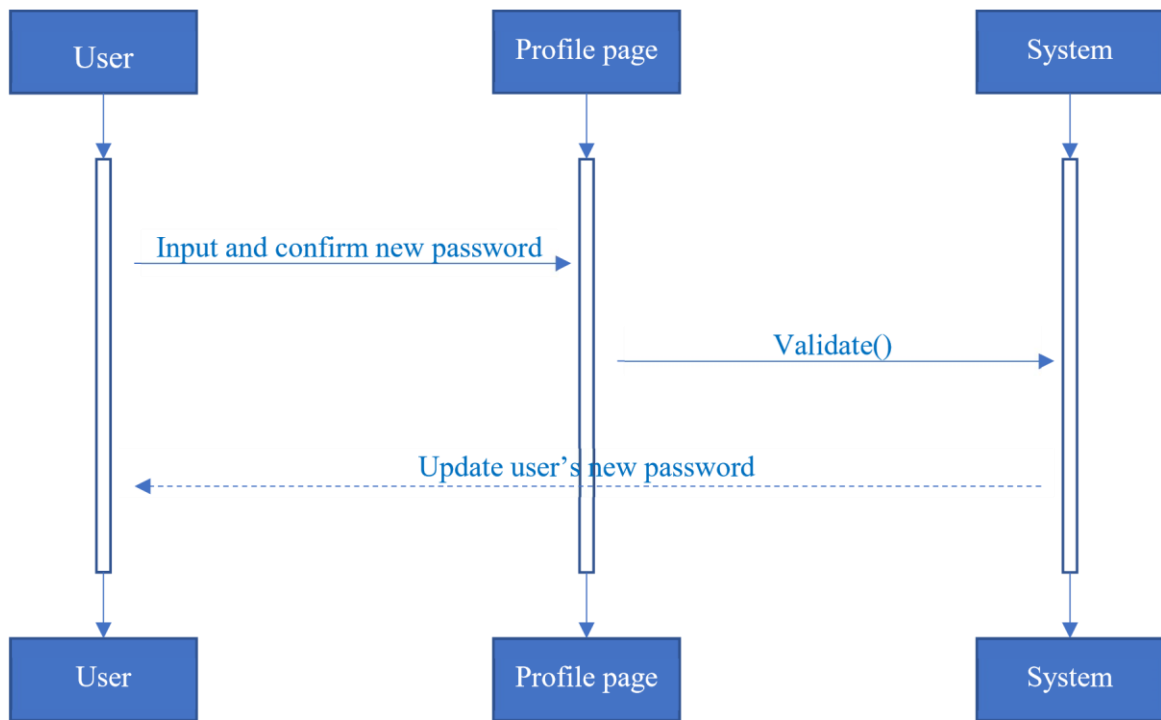 User
Profile page
System
Input and confirm new password
Validate()
Update user’s new password
User
Profile page
System